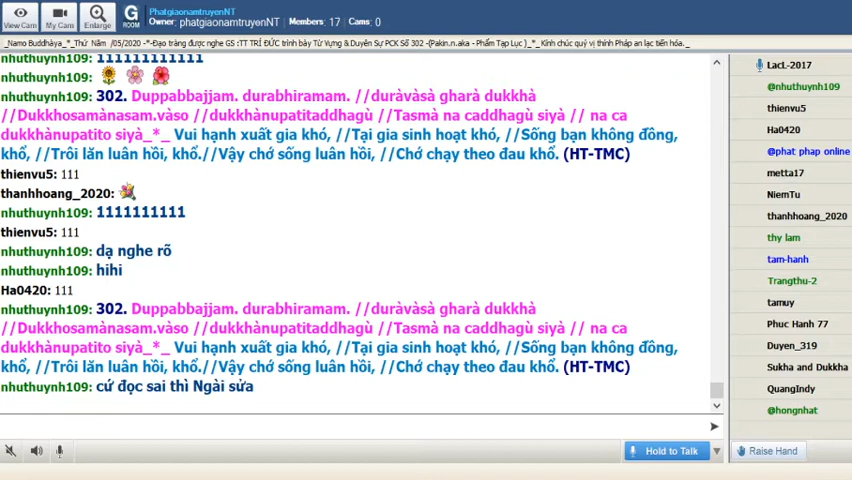 View Cam
My Cam
Enlarge
G
ROOM
PhatgiaonamtruyenNT
Owner: phatgiaonamtruyenNT Members: 17 Cams: 0
_Namo Buddhàya_*_Thứ Năm /05/2020 -*-Đạo tràng được nghe GS :TT TRÍ ĐỨC trình bày Từ Vựng &Duyên Sự PCK Số 302 -(Pakin.n.aka - Phẩm Tạp Lục )_*_ Kính chúc quý vị thính Pháp an lạc tiến hóa._
nhuthuynh109: 11111111111
nhuthuynh109:
nhuthuynh109: 302. Duppabbajjam. durabhiramam. //duràvàsà gharà dukkhà
//Dukkhosamànasam.vàso //dukkhànupatitaddhagù //Tasmà na caddhagù siyà // na ca
dukkhànupatito siyà_*_ Vui hạnh xuất gia khó, //Tại gia sinh hoạt khó, //Sống bạn không đồng,
khổ, //Trôi lăn luân hồi, khổ.//Vậy chớ sống luân hồi, //Chớ chạy theo đau khổ. (HT-TMC)
thienvu5: 111
thanhhoang_2020:
nhuthuynh109: 1111111111
thienvu5: 111
nhuthuynh109: dạ nghe rõ
nhuthuynh109: hihi
Ha0420: 111
nhuthuynh109: 302. Duppabbajjam. durabhiramam. //duràvàsà gharà dukkhà
//Dukkhosamànasam.vàso //dukkhànupatitaddhagù //Tasmà na caddhagù siyà // na ca
dukkhànupatito siyà_*_ Vui hạnh xuất gia khó, //Tại gia sinh hoạt khó, //Sống bạn không đồng,
khổ, //Trôi lăn luân hồi, khổ.//Vậy chớ sống luân hồi, //Chớ chạy theo đau khổ. (HT-TMC)
nhuthuynh109: cứ đọc sai thì Ngài sửa
Hold to Talk
LacL-2017
@nhuthuynh109
thienvu5
Ha0420
@phat phap online
metta17
NiemTu
thanhhoang_2020
thy lam
tam-hanh
Trangthu-2
tamuy
Phuc Hanh 77
Duyen_319
Sukha and Dukkha
QuangIndy
@hongnhat
Raise Hand